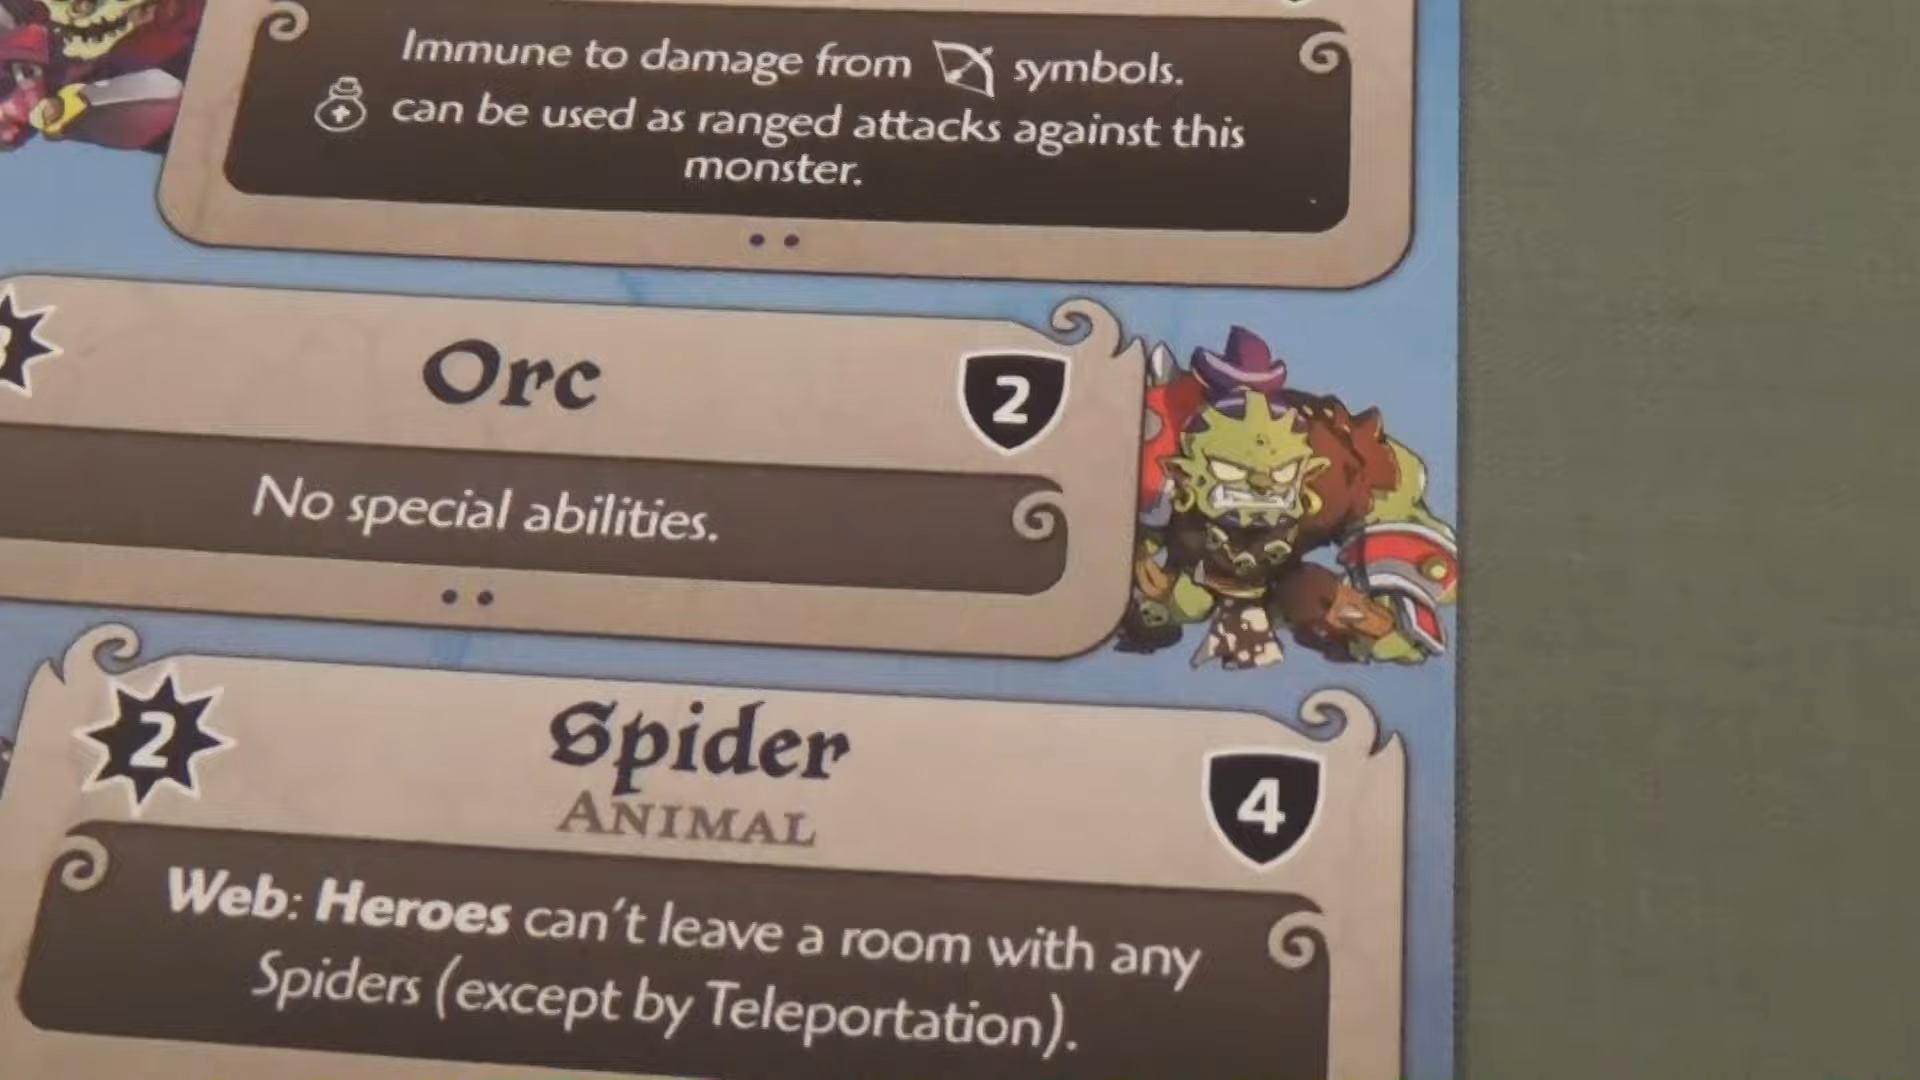 Immune to damage from symbols.
can be used as ranged attacks against this
monster.
Orc
2
No special abilities.
2
Spider
4
ANIMAL
Web: Heroes can't leave a room with any
Spiders (except by Teleportation).